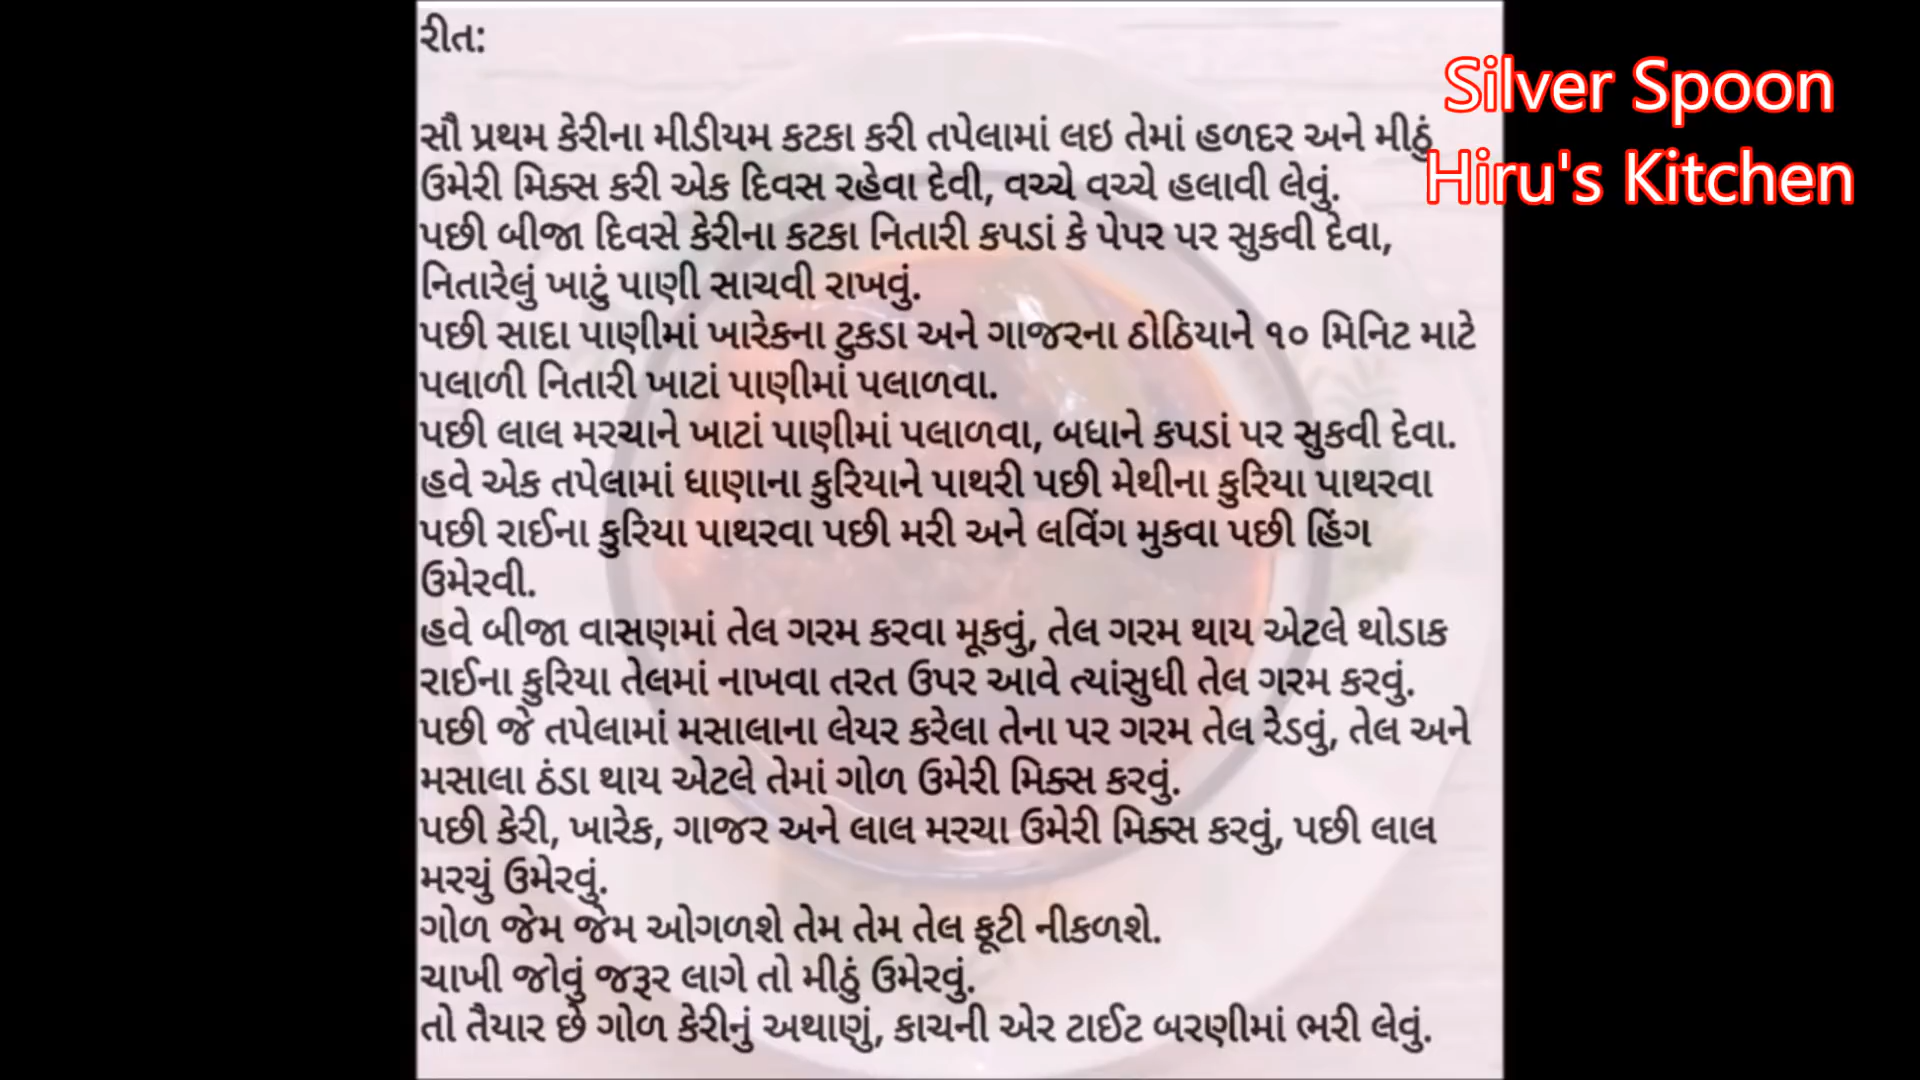 રીત:
સૌ પ્રથમ કેરીના મીડીયમ કટકા કરી તપેલામાં લઇ તેમાં હળદર અને મીઠું
ઉમેરી મિક્સ કરી એક દિવસ રહેવા દેવી, વચ્ચે વચ્ચે હલાવી લેવું.
પછી બીજા દિવસે કેરીના કટકા નિતારી કપડાં કે પેપર પર સુકવી દેવા,
નિતારેલું ખાટું પાણી સાચવી રાખવું.
પછી સાદા પાણીમાં ખારેકના ટુકડા અને ગાજરના ઠોઠિયાને ૧૦ મિનિટ માટે
પલાળી નિતારી ખાટાં પાણીમાં પલાળવા.
પછી લાલ મરચાને ખાટાં પાણીમાં પલાળવા, બધાને કપડાં પર સુકવી દેવા.
હવે એક તપેલામાં ધાણાના કુરિયાને પાથરી પછી મેથીના કુરિયા પાથરવા
પછી રાઈના કુરિયા પાથરવા પછી મરી અને લવિંગ મુકવા પછી હિંગ
ઉમેરવી.
હવે બીજા વાસણમાં તેલ ગરમ કરવા મૂકવું, તેલ ગરમ થાય એટલે થોડાક
રાઈના કુરિયા તેલમાં નાખવા તરત ઉપર આવે ત્યાંસુધી તેલ ગરમ કરવું.
પછી જે તપેલામાં મસાલાના લેયર કરેલા તેના પર ગરમ તેલ રેડવું, તેલ અને
મસાલા ઠંડા થાય એટલે તેમાં ગોળ ઉમેરી મિક્સ કરવું.
પછી કેરી, ખારેક, ગાજર અને લાલ મરચા ઉમેરી મિક્સ કરવું, પછી લાલ
મરચું ઉમેરવું.
ગોળ જેમ જેમ ઓગળશે તેમ તેમ તેલ ફૂટી નીકળશે.
ચાખી જોવું જરૂર લાગે તો મીઠું ઉમેરવું.
તો તૈયાર છે ગોળ કેરીનું અથાણું, કાચની એર ટાઈટ બરણીમાં ભરી લેવું.
Silver Spoon
Hiru's Kitchen